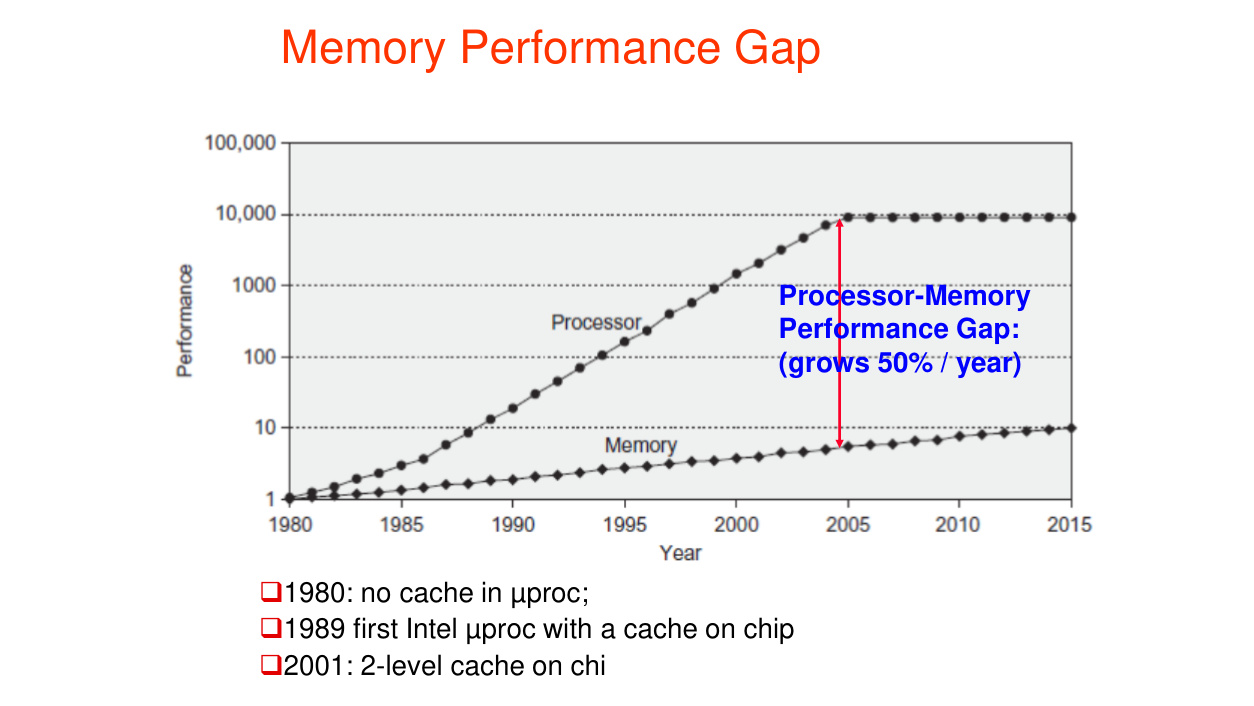 Memory Performance Gap
100,000
10,000
1000
100
10
1
Performance
Processor
Memory
Processor-Memory
Performance Gap:
(grows 50% / year)
1980 1985 1990 1995 2000 2005 2010 2015
Year
1980: no cache in µproc;
1989 first Intel µproc with a cache on chip
2001: 2-level cache on chi